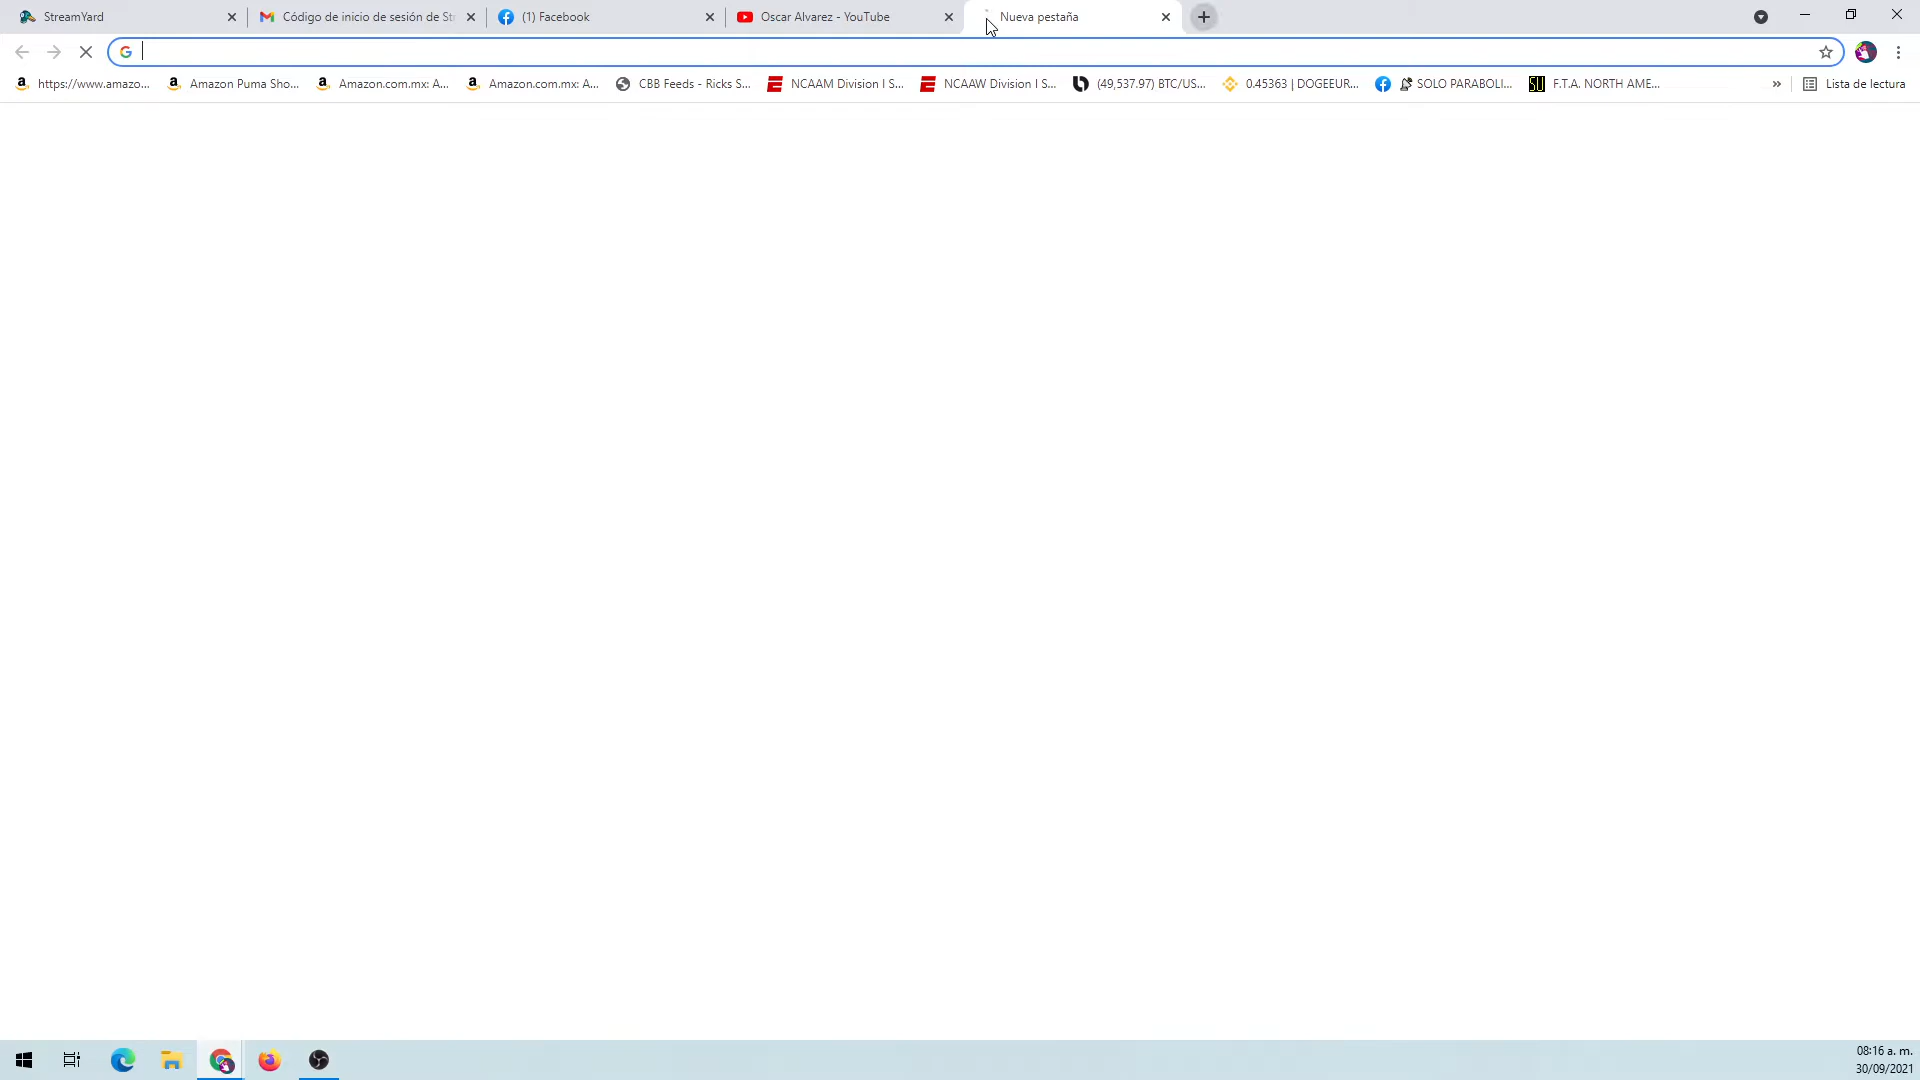 StreamYard
Código de inicio de sesión de Str
(1) Facebook
Oscar Alvarez - YouTube
Nueva pestaña
https://www.amazo...
Amazon Puma Sho...
Amazon.com.mx: A...
Amazon.com.mx: A...
CBB Feeds - Ricks S...
NCAAM Division I S...
NCAAW Division I S...
(49,537.97) BTC/US...
0.45363 | DOGEEUR...
SOLO PARABOLI...
SU
F.T.A. NORTH AME...
»
Lista de lectura
08:16 a. m.
30/09/2021